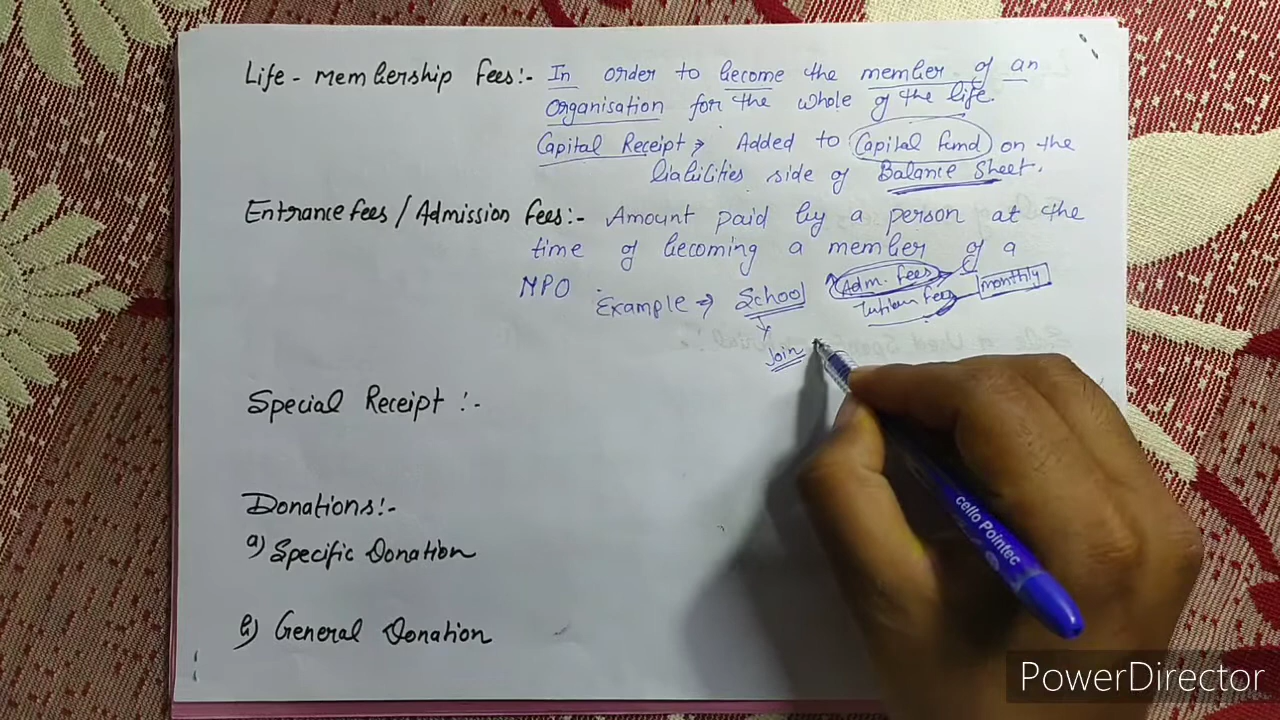 Life - Membership Fees:- In order to become the member of an
Organisation for the whole of the life.
Capital Receipt → Added to Capital Fund on the
liabilities side of Balance Sheet.
Entrance fees / Admission Fees:- Amount paid by a person at the
time of becoming a member of a
NPO Example ⇒ School Adm. Fees
Tution Fees monthly
Join
Special Receipt :-
Donations:-
a) Specific Donation
b) General Donation
cello Pointec
PowerDirector